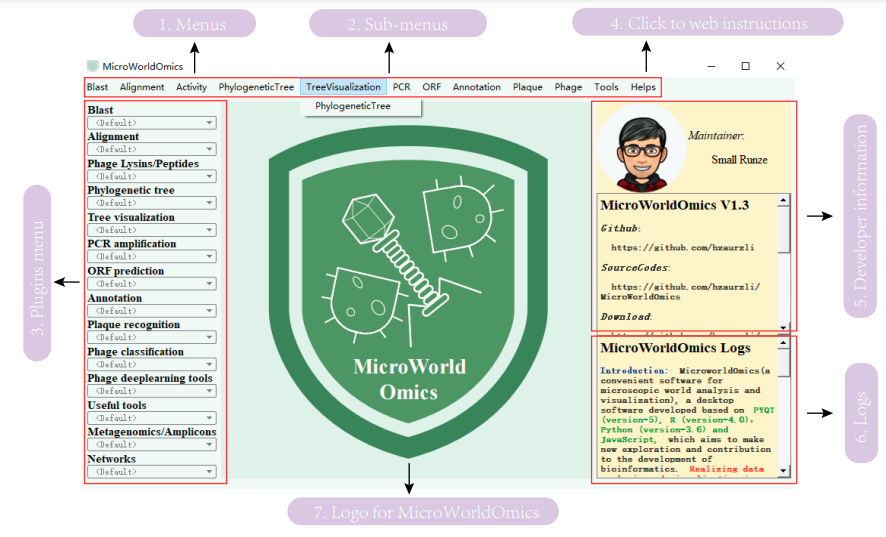 1. Menus
2. Sub-menus
4. Click to web instructions
MicroWorldOmics
Blast Alignment Activity PhylogeneticTree TreeVisualization PCR ORF Annotation Plaque Phage Tools Helps
PhylogeneticTree
3. Plugins menu
Blast
<Default>
Alignment
<Default>
Phage Lysins/Peptides
<Default>
Phylogenetic tree
<Default>
Tree visualization
<Default>
PCR amplification
<Default>
ORF prediction
<Default>
Annotation
<Default>
Plaque recognition
<Default>
Phage classification
<Default>
Phage deeplearning tools
<Default>
Useful tools
<Default>
Metagenomics/Amplicons
<Default>
Networks
<Default>
MicroWorld
Omics
Maintainer:
Small Runze
MicroWorldOmics V1.3
Github:
https://github.com/hzaurzli
SourceCodes:
https://github.com/hzaurzli/
MicroWorldOmics
Download:
5. Developer information
MicroWorldOmics Logs
Introduction: MicroworldOmics(a
convenient software for
microscopic world analysis and
visualization), a desktop
software developed based on PYQT
(version-5), R (version-4.0),
Python (version-3.6) and
JavaScript, which aims to make
new exploration and contribution
to the development of
bioinformatics. Realizing data
6. Logs
7. Logo for MicroWorldOmics